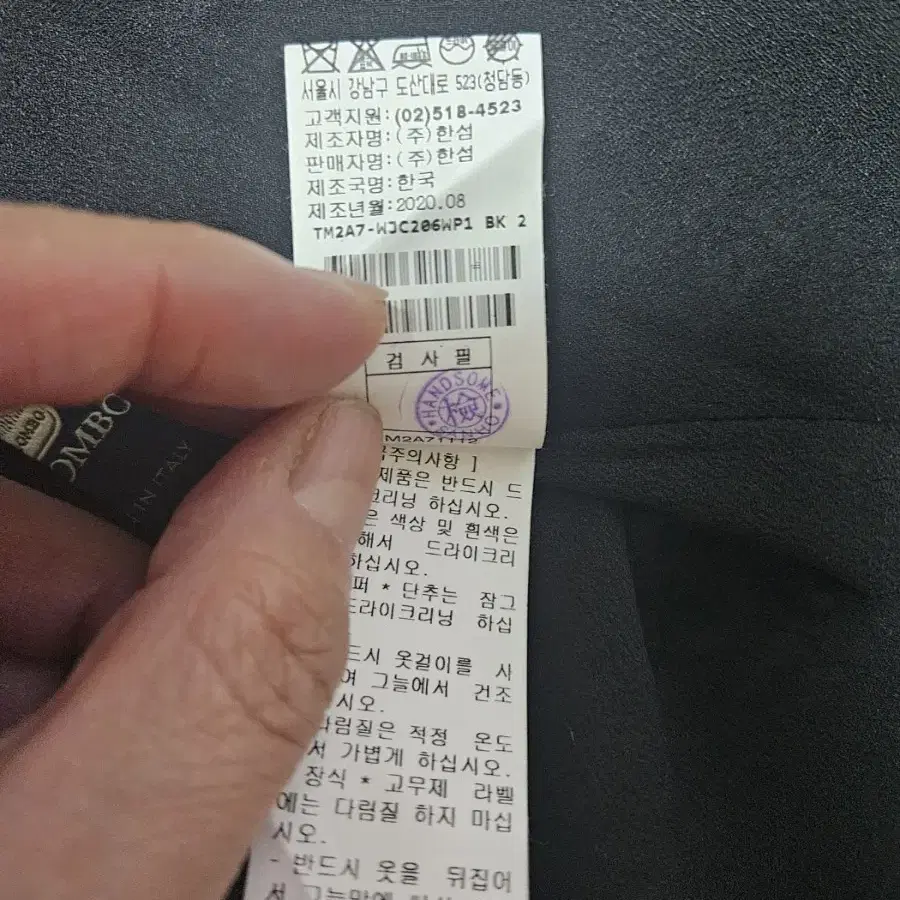 서울시 강남구 도산대로 523(청담동)
고객지원:(02)518-4523
제조자명:(주)한섬
판매자명:(주)한섬
제조국명:한국
제조년월:2020.08
TM2A7-WJC206WP1 BK 2
검 사 필
HANDSOME
檢
주의사항 ]
제품은 반드시 드
크리닝 하십시오.
은 색상 및 흰색은
해서 드라이크리
하십시오.
퍼 * 단추는 잠그
드라이크리닝 하십
드시 옷걸이를 사
여 그늘에서 건조
시오.
다림질은 적정 온도
서 가볍게 하십시오.
장식 * 고무제 라벨
에는 다림질 하지 마십
시오.
- 반드시 옷을 뒤집어
OMBO
IN ITALY